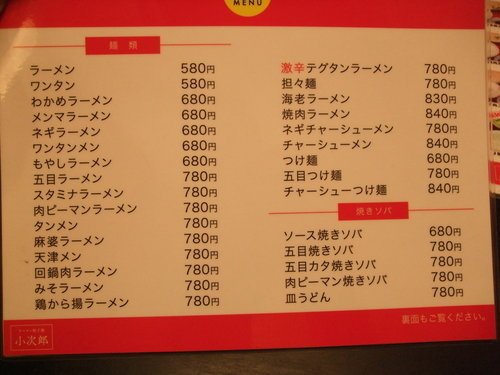 MENU
麺 類
ラーメン 580円
ワンタン 580円
わかめラーメン 680円
メンマラーメン 680円
ネギラーメン 680円
ワンタンメン 680円
もやしラーメン 680円
五目ラーメン 780円
スタミナラーメン 780円
肉ピーマンラーメン 780円
タンメン 780円
麻婆ラーメン 780円
天津メン 780円
回鍋肉ラーメン 780円
みそラーメン 780円
鶏から揚ラーメン 780円
激辛テグタンラーメン 780円
担々麺 780円
海老ラーメン 830円
焼肉ラーメン 840円
ネギチャーシューメン 780円
チャーシューメン 840円
つけ麺 680円
五目つけ麺 780円
チャーシューつけ麺 840円
焼きソバ
ソース焼きソバ 680円
五目焼きソバ 780円
五目カタ焼きソバ 780円
肉ピーマン焼きソバ 780円
皿うどん 780円
裏面もご覧ください。
小次郎